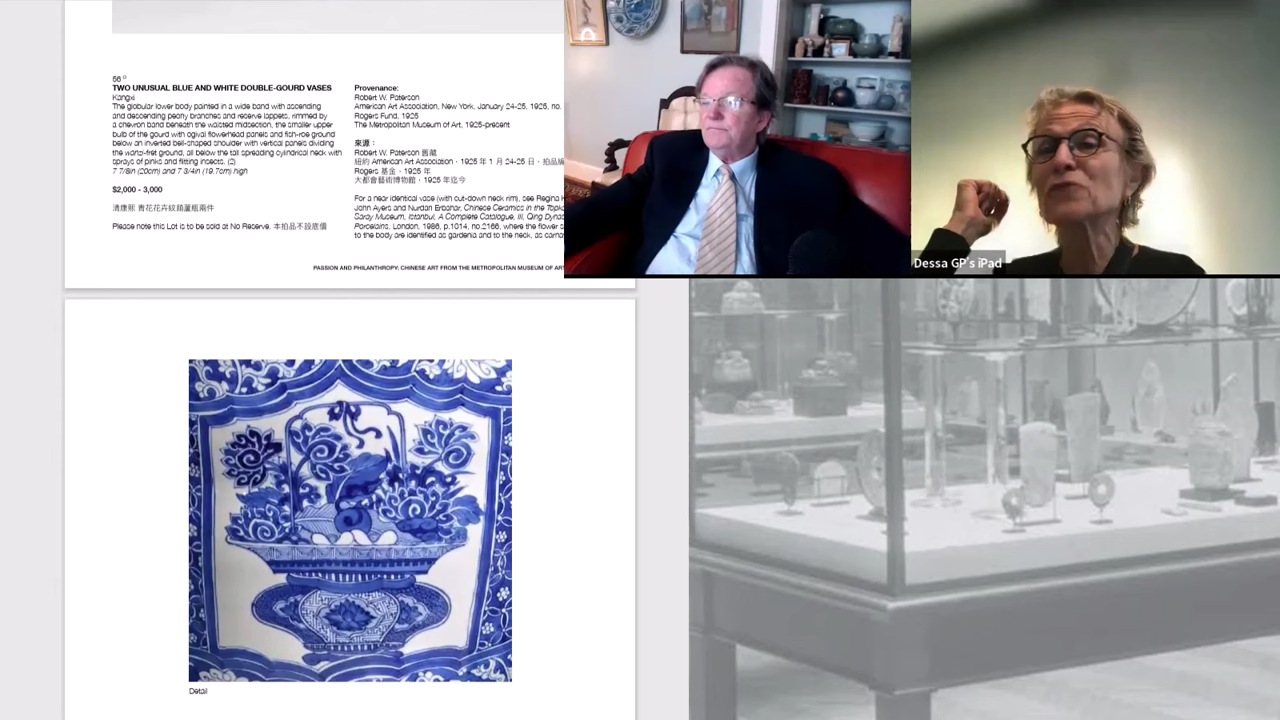 56 □
TWO UNUSUAL BLUE AND WHITE DOUBLE-GOURD VASES
Kangxi
The globular lower body painted in a wide band with ascending
and descending peony branches and reserve lappets, rimmed by
a chevron band beneath the waisted midsection, the smaller upper
bulb of the gourd with ogival flowerhead panels and fish-roe ground
below an inverted bell-shaped shoulder with vertical panels dividing
the wans-fret ground, all below the tall spreading cylindrical neck with
sprays of pinks and flitting insects. (2)
7 7/8in (20cm) and 7 3/4in (19.7cm) high
$2,000 - 3,000
清康熙 青花花卉紋葫蘆瓶兩件
Please note this Lot is to be sold at No Reserve. 本拍品不設底價
Provenance:
Robert W. Paterson
American Art Association, New York, January 24-25, 1925, no.
Rogers Fund, 1925
The Metropolitan Museum of Art, 1925-present
來源：
Robert W. Paterson 舊藏
紐約 American Art Association，1925 年 1 月 24-25 日，拍品編
Rogers 基金，1925 年
大都會藝術博物館，1925 年迄今
For a near identical vase (with cut-down neck rim), see Regina
John Ayers and Nurdan Erbahar, Chinese Ceramics in the Topk
Saray Museum, Istanbul, A Complete Catalogue, III, Qing Dynas
Porcelains, London, 1986, p.1014, no.2166, where the flower s
to the body are identified as gardenia and to the neck, as carna
PASSION AND PHILANTHROPY: CHINESE ART FROM THE METROPOLITAN MUSEUM OF ART
Dessa GP's iPad
Detail